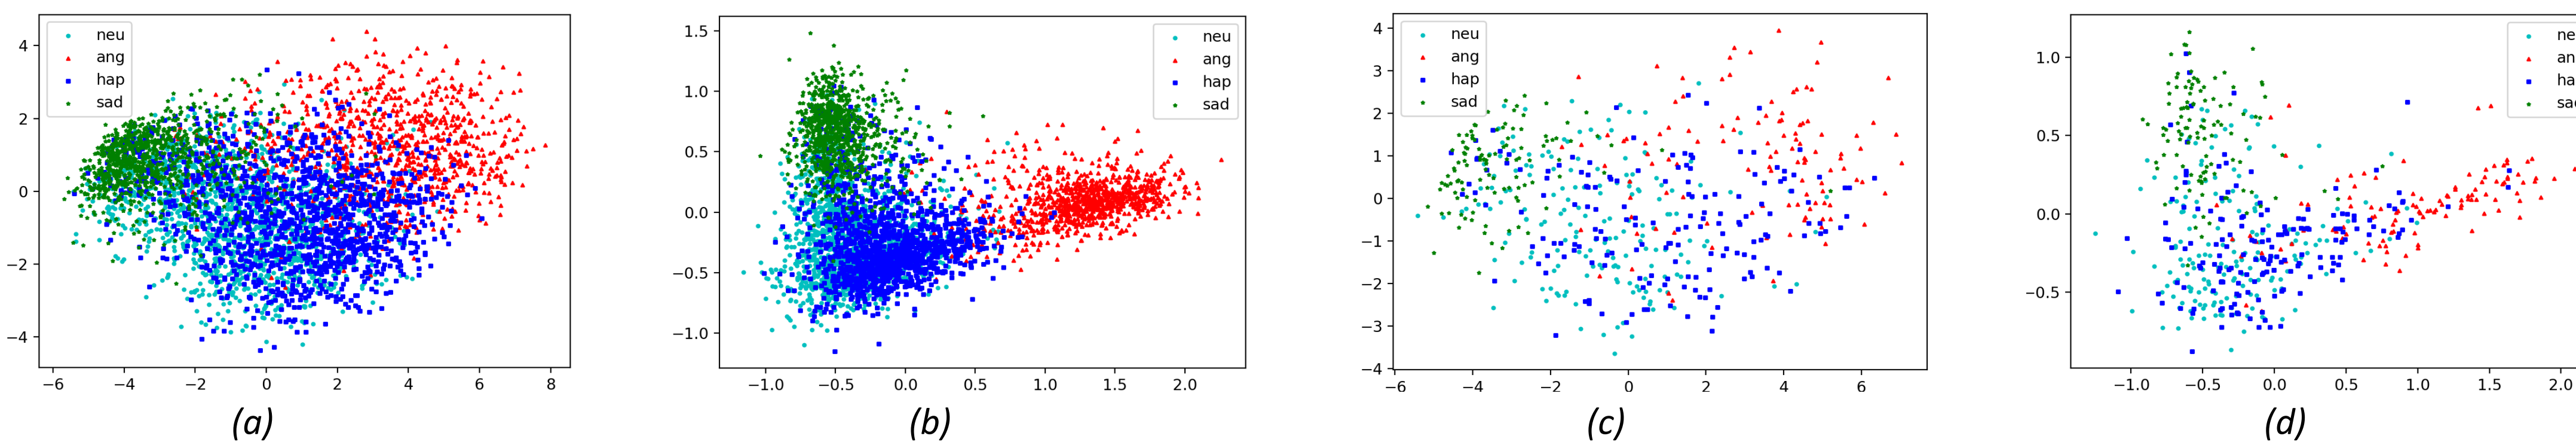 neu
ang
hap
sad
4
2
0
−2
−4
−6 −4 −2 0 2 4 6 8
(a)
neu
ang
hap
sad
1.5
1.0
0.5
0.0
−0.5
−1.0
−1.0 −0.5 0.0 0.5 1.0 1.5 2.0
(b)
neu
ang
hap
sad
4
3
2
1
0
−1
−2
−3
−4
−6 −4 −2 0 2 4 6
(c)
1.0
0.5
0.0
−0.5
−1.0 −0.5 0.0 0.5 1.0 1.5 2.0
(d)